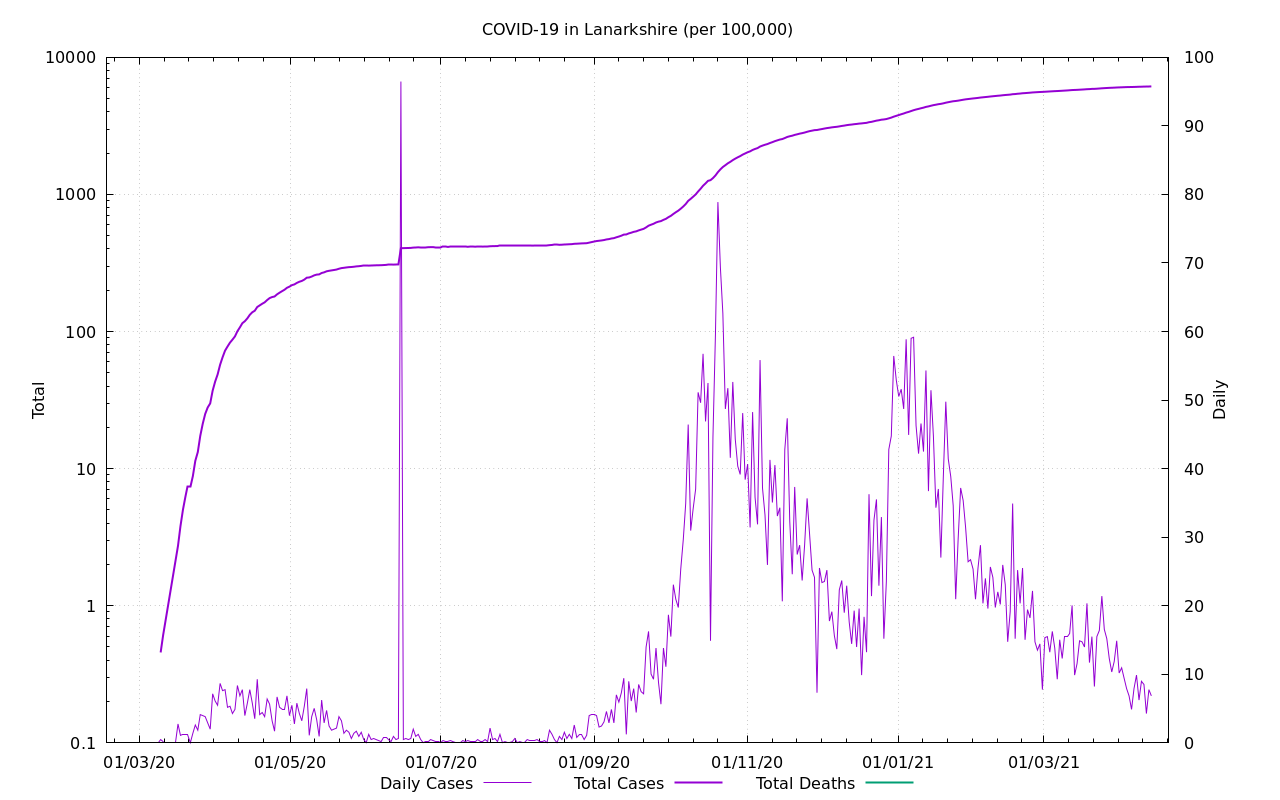 COVID-19 in Lanarkshire (per 100,000)
10000 100
90
1000 80
70
100 60
Total Daily
50
10 40
30
1 20
10
0.1 0
01/03/20 01/05/20 01/07/20 01/09/20 01/11/20 01/01/21 01/03/21
Daily Cases Total Cases Total Deaths